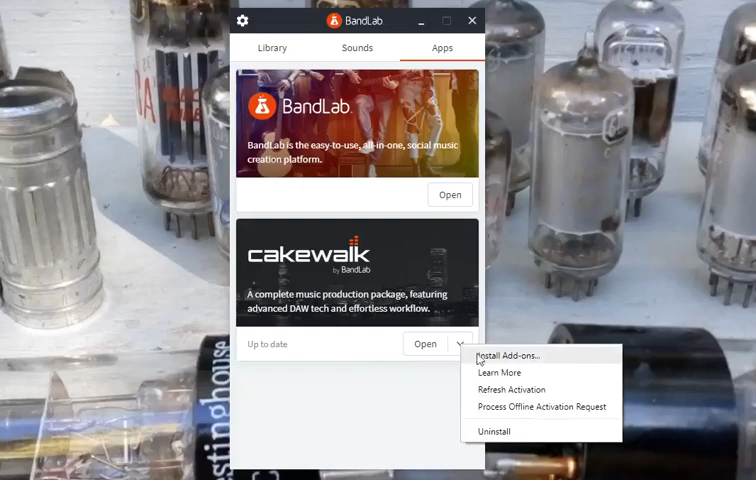 BandLab
Library
Sounds
Apps
BandLab
BandLab is the easy-to-use, all-in-one, social music
creation platform.
Open
cakewalk
by BandLab
A complete music production package, featuring
advanced DAW tech and effortless workflow.
Up to date
Open
Install Add-ons...
Learn More
Refresh Activation
Process Offline Activation Request
Uninstall